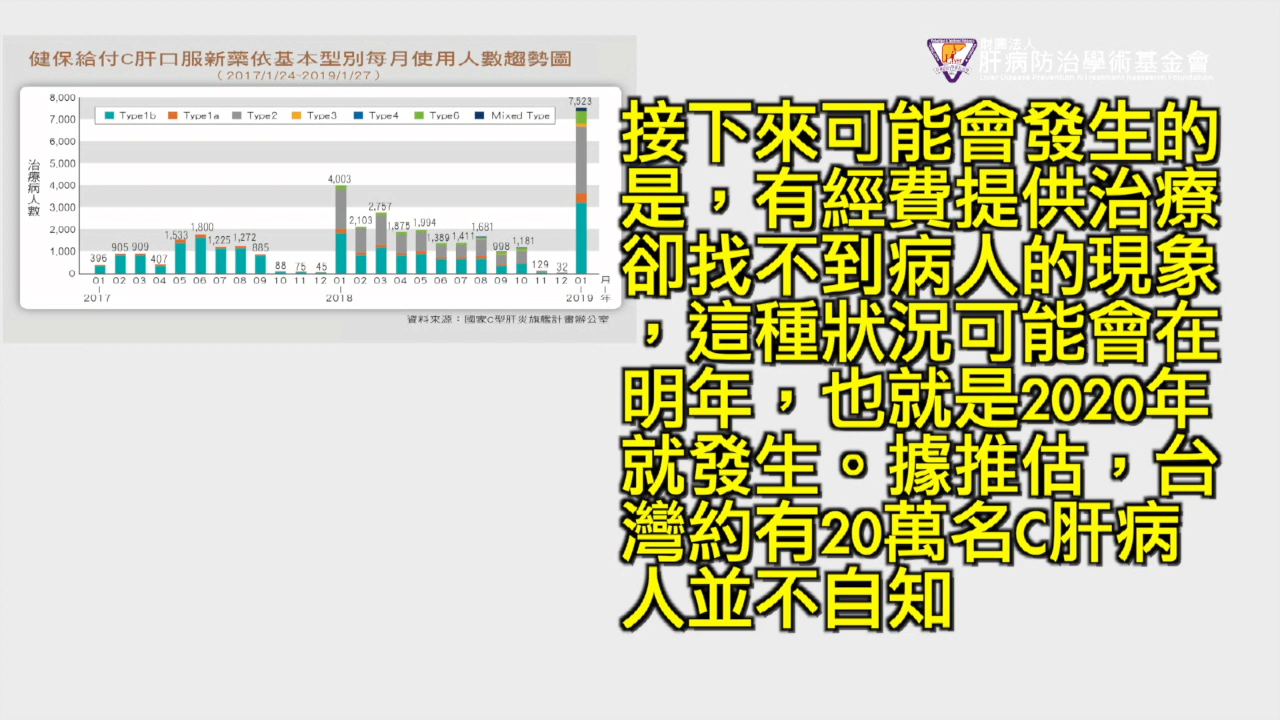 健保給付C肝口服新藥依基本型別每月使用人數趨勢圖
（2017/1/24-2019/1/27）
8,000
7,000
6,000
5,000
4,000
3,000
2,000
1,000
0
治療病人數
Type1b Type1a Type2 Type3 Type4 Type6 Mixed Type
396 905 909 407 1,533 1,800 1,225 1,272 885 88 75 45 4,003 2,103 2,757 1,875 1,994 1,389 1,411 1,681 998 1,181 129 32 7,523
01 02 03 04 05 06 07 08 09 10 11 12 01 02 03 04 05 06 07 08 09 10 11 12 01 月
2017 2018 2019 年
資料來源：國家C型肝炎旗艦計畫辦公室
財團法人
肝病防治學術基金會
Liver Disease Prevention & Treatment Research Foundation
接下來可能會發生的
是，有經費提供治療
卻找不到病人的現象
，這種狀況可能會在
明年，也就是2020年
就發生。據推估，台
灣約有20萬名C肝病
人並不自知